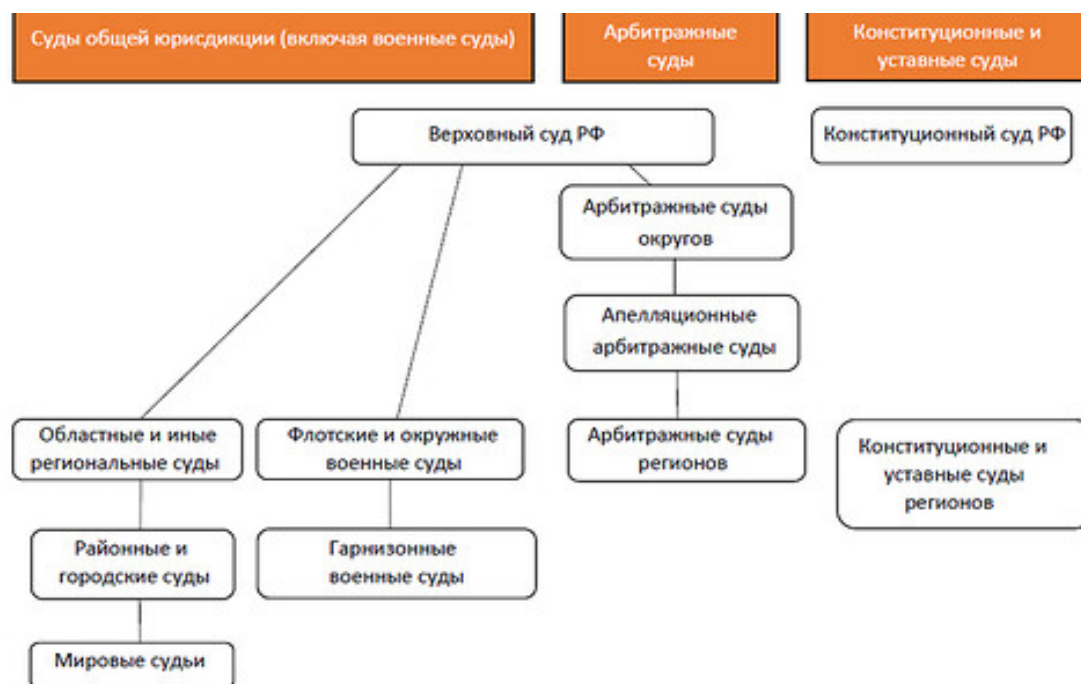 Суды общей юрисдикции (включая военные суды)
Арбитражные
суды
Конституционные и
уставные суды
Верховный суд РФ
Конституционный суд РФ
Арбитражные суды
округов
Апелляционные
арбитражные суды
Областные и иные
региональные суды
Флотские и окружные
военные суды
Арбитражные суды
регионов
Конституционные и
уставные суды
регионов
Районные и
городские суды
Гарнизонные
военные суды
Мировые судьи